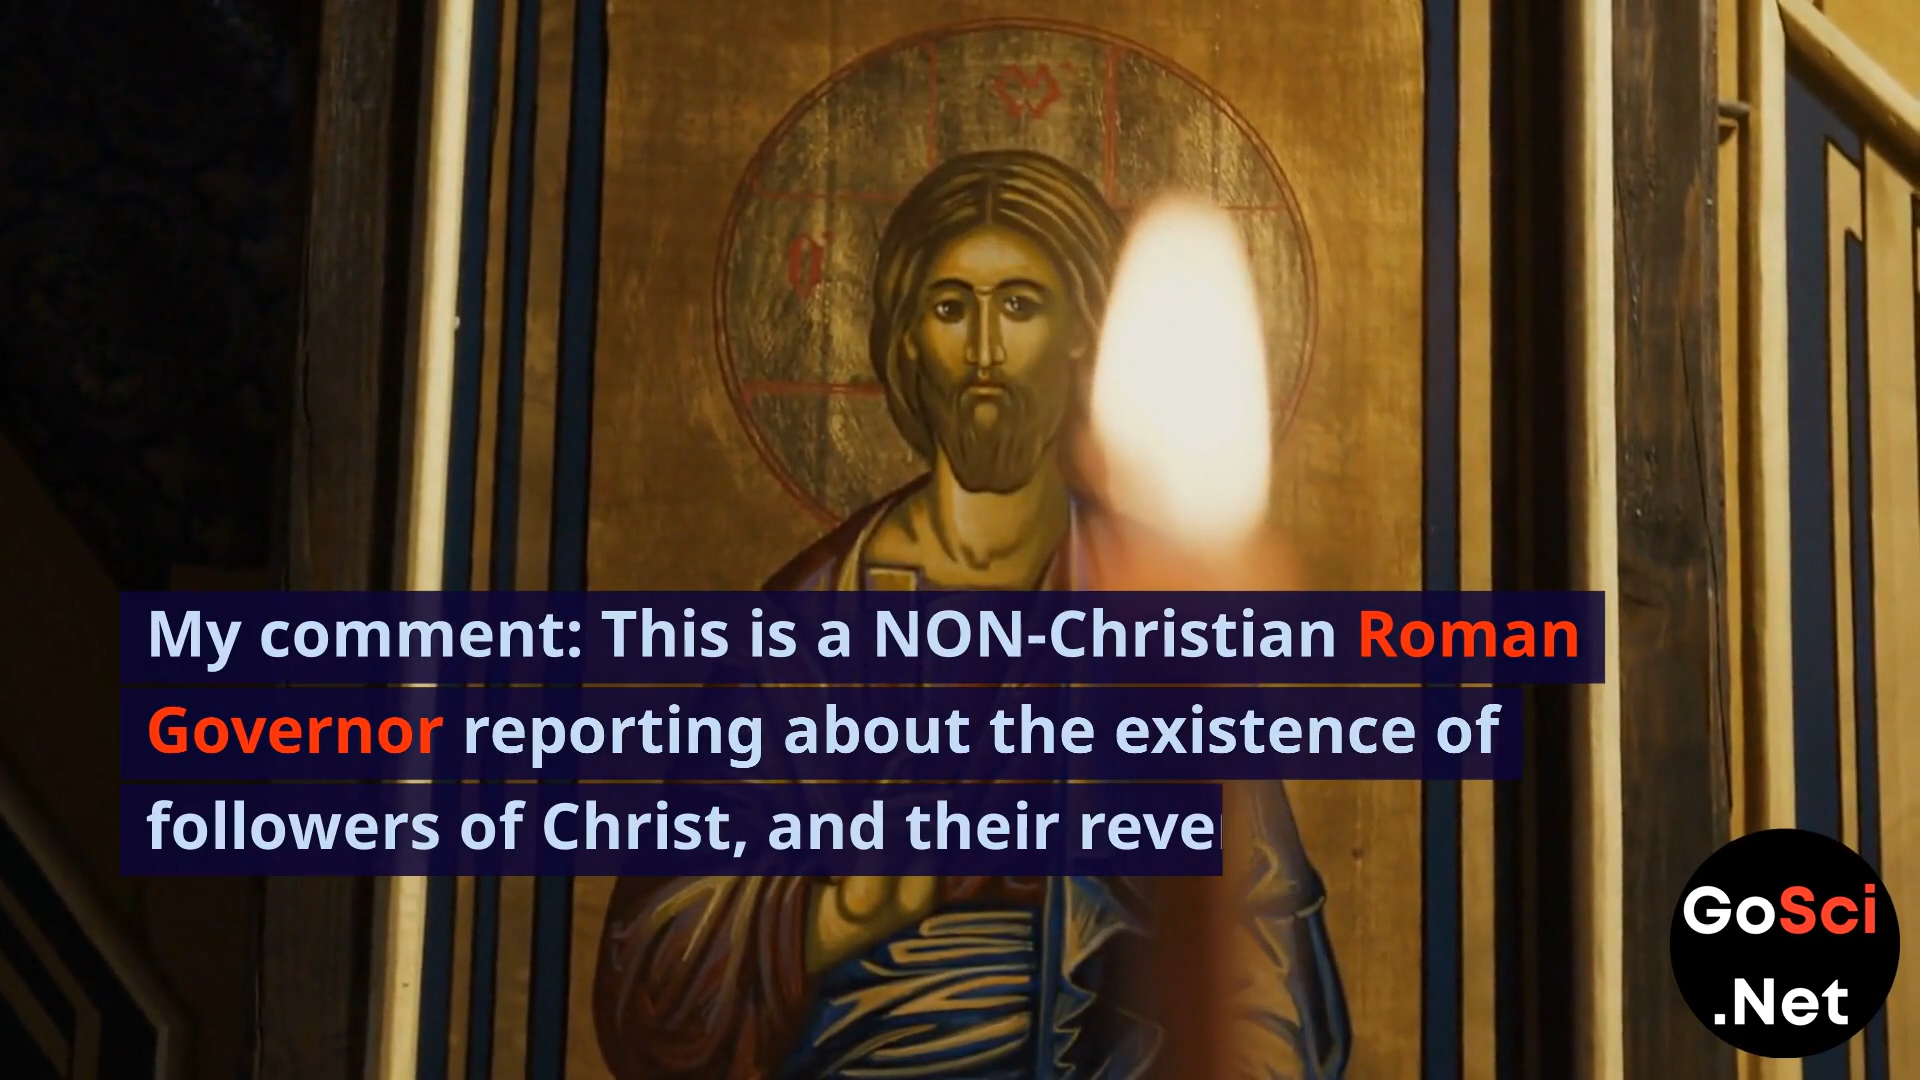 My comment: This is a NON-Christian Roman
Governor reporting about the existence of
followers of Christ, and their reve
GoSci
.Net